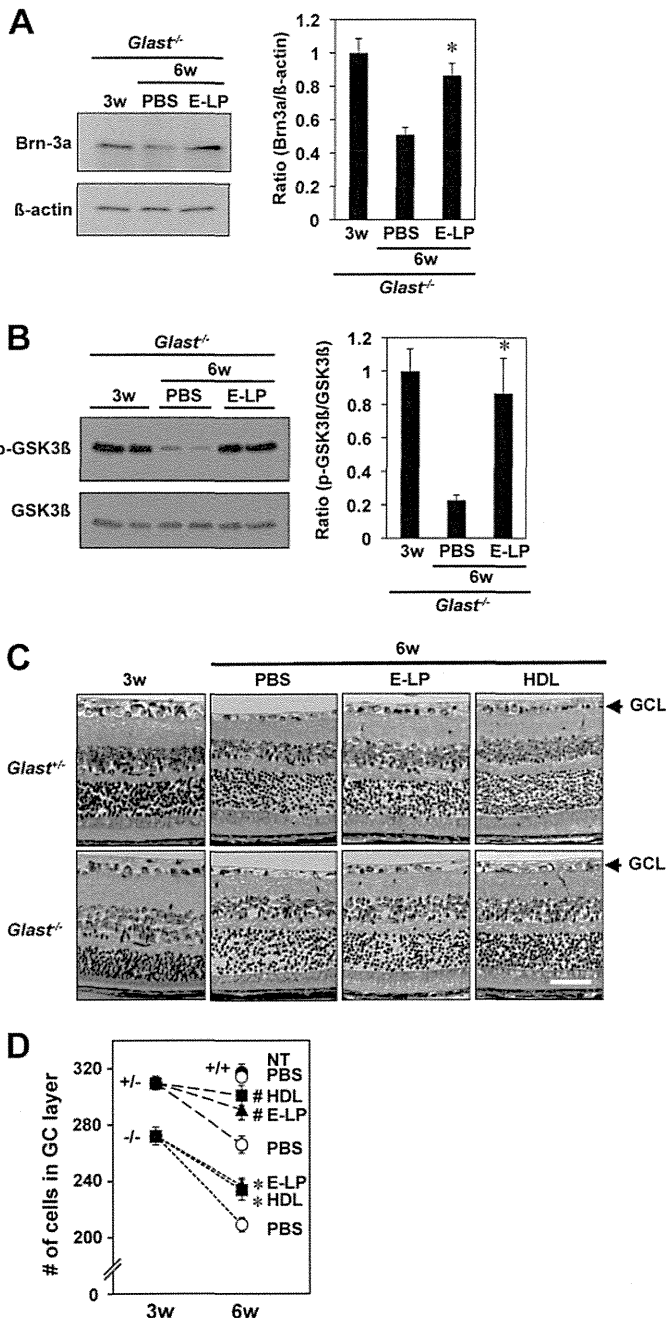 A
Glast-/-
6w
3w PBS E-LP
Brn-3a
ß-actin
Ratio (Brn3a/ß-actin)
1.2
1
0.8
0.6
0.4
0.2
0
*
3w PBS E-LP
6w
Glast-/-
B
Glast-/-
6w
3w PBS E-LP
p-GSK3ß
GSK3ß
Ratio (p-GSK3ß/GSK3ß)
1.2
1
0.8
0.6
0.4
0.2
0
*
3w PBS E-LP
6w
Glast-/-
C
6w
3w PBS E-LP HDL
Glast+/-
GCL
Glast-/-
GCL
D
# of cells in GC layer
320
280
240
200
0
+/+
NT
PBS
+/-
# HDL
# E-LP
PBS
-/-
* E-LP
* HDL
PBS
3w 6w